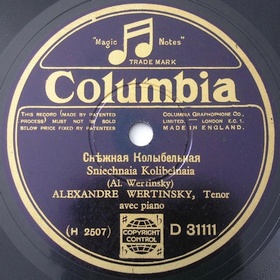 "Magic Notes"
TRADE MARK
Columbia
THIS RECORD (MADE BY PATENTED
PROCESS) MUST NOT BE SOLD
BELOW PRICE FIXED BY PATENTEES
COLUMBIA GRAPHOPHONE CO.,
LIMITED, — LONDON E.C. 1.
MADE IN ENGLAND.
Снѣжная Колыбельная
Sniechnaia Kolibelnaia
(Al. Wertinsky)
ALEXANDRE WERTINSKY, Tenor
avec piano
(H 2507)
COPYRIGHT
CONTROL
D 31111